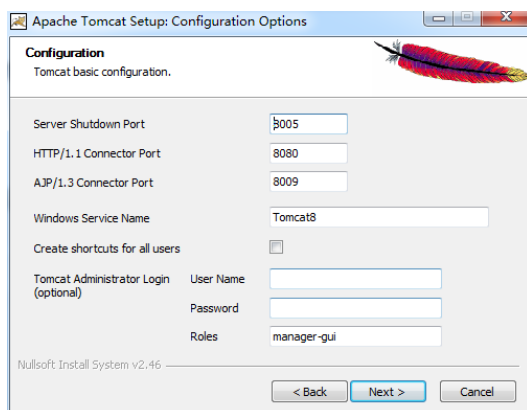 Apache Tomcat Setup: Configuration Options
Configuration
Tomcat basic configuration.
Server Shutdown Port 8005
HTTP/1.1 Connector Port 8080
AJP/1.3 Connector Port 8009
Windows Service Name Tomcat8
Create shortcuts for all users
Tomcat Administrator Login User Name
(optional)
Password
Roles manager-gui
Nullsoft Install System v2.46
< Back Next > Cancel